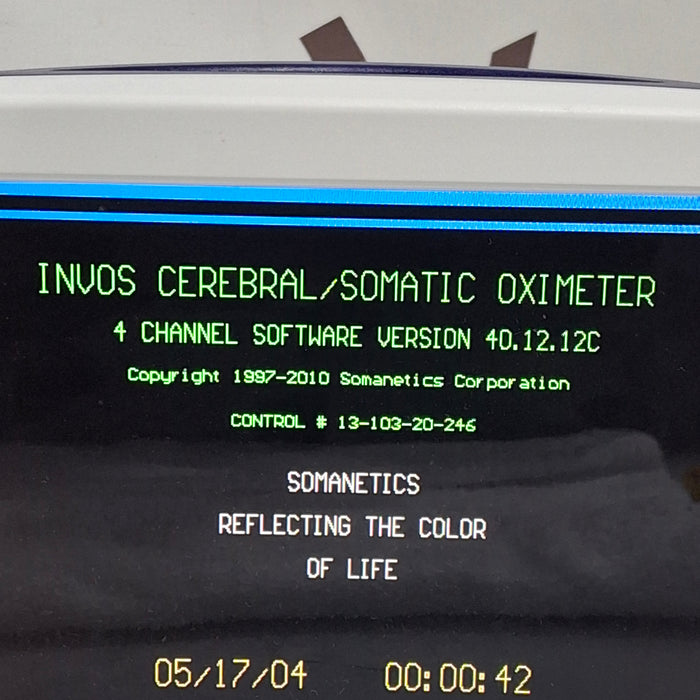 INVOS CEREBRAL/SOMATIC OXIMETER
4 CHANNEL SOFTWARE VERSION 40.12.12C
Copyright 1997-2010 Somanetics Corporation
CONTROL # 13-103-20-246
SOMANETICS
REFLECTING THE COLOR
OF LIFE
05/17/04 00:00:42